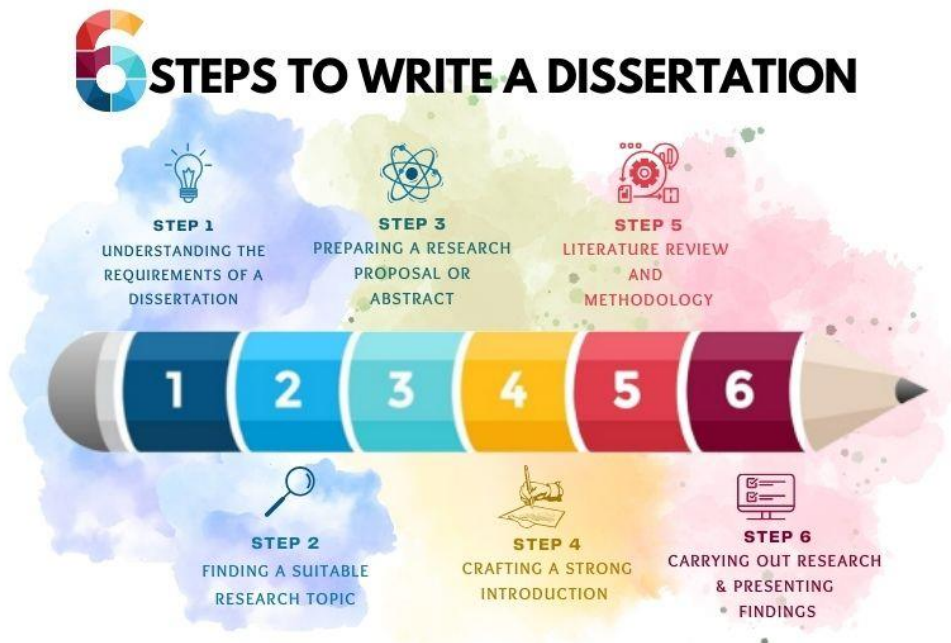 6 STEPS TO WRITE A DISSERTATION
STEP 1
UNDERSTANDING THE
REQUIREMENTS OF A
DISSERTATION
STEP 3
PREPARING A RESEARCH
PROPOSAL OR
ABSTRACT
STEP 5
LITERATURE REVIEW
AND
METHODOLOGY
1 2 3 4 5 6
STEP 2
FINDING A SUITABLE
RESEARCH TOPIC
STEP 4
CRAFTING A STRONG
INTRODUCTION
STEP 6
CARRYING OUT RESEARCH
& PRESENTING
FINDINGS